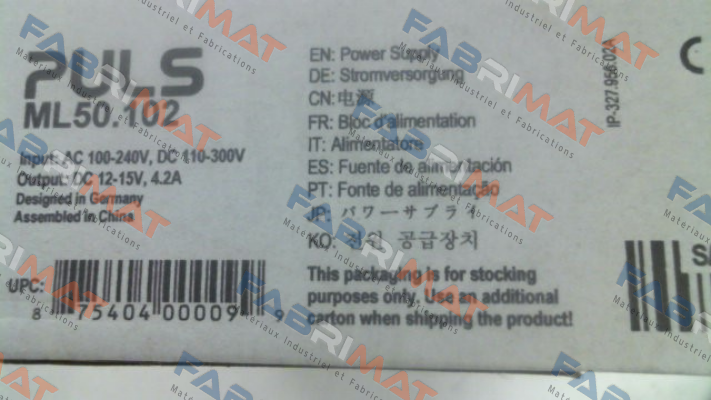 PULS
ML50.102
Input: AC 100-240V, DC 110-300V
Output: DC 12-15V, 4.2A
Designed in Germany
Assembled in China
UPC:
8 75404 00009 9
EN: Power Supply
DE: Stromversorgung
CN: 电源
FR: Bloc d'alimentation
IT: Alimentatore
ES: Fuente de alimentación
PT: Fonte de alimentação
JP: パワーサプライ
KO: 전원 공급장치
This packaging is for stocking
purposes only. Use an additional
carton when shipping the product!
IP-327.956.02A
FABRIMAT
Materiaux Industriel et Fabrications